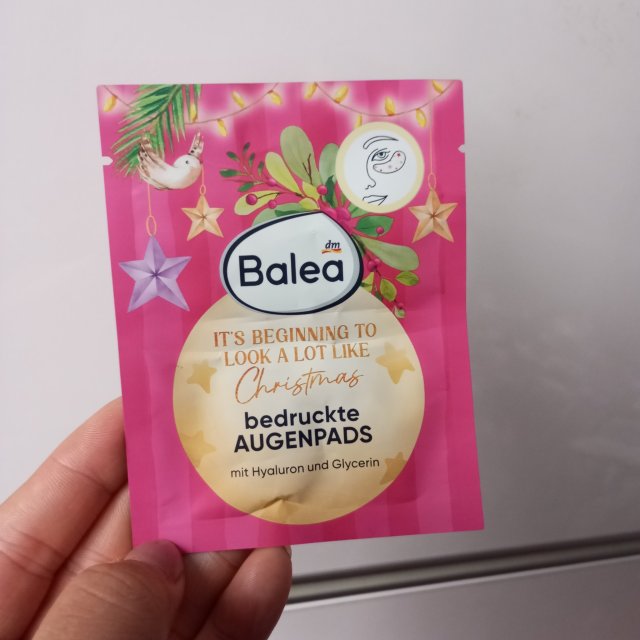 dm
Balea
IT'S BEGINNING TO
LOOK A LOT LIKE
Christmas
bedruckte
AUGENPADS
mit Hyaluron und Glycerin